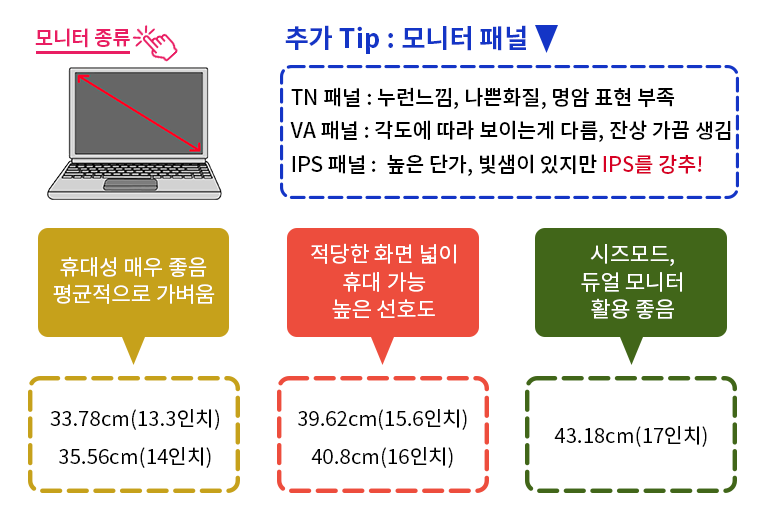 모니터 종류
추가 Tip : 모니터 패널
TN 패널 : 누런느낌, 나쁜화질, 명암 표현 부족
VA 패널 : 각도에 따라 보이는게 다름, 잔상 가끔 생김
IPS 패널 : 높은 단가, 빛샘이 있지만 IPS를 강추!
휴대성 매우 좋음
평균적으로 가벼움
적당한 화면 넓이
휴대 가능
높은 선호도
시즈모드,
듀얼 모니터
활용 좋음
33.78cm(13.3인치)
35.56cm(14인치)
39.62cm(15.6인치)
40.8cm(16인치)
43.18cm(17인치)